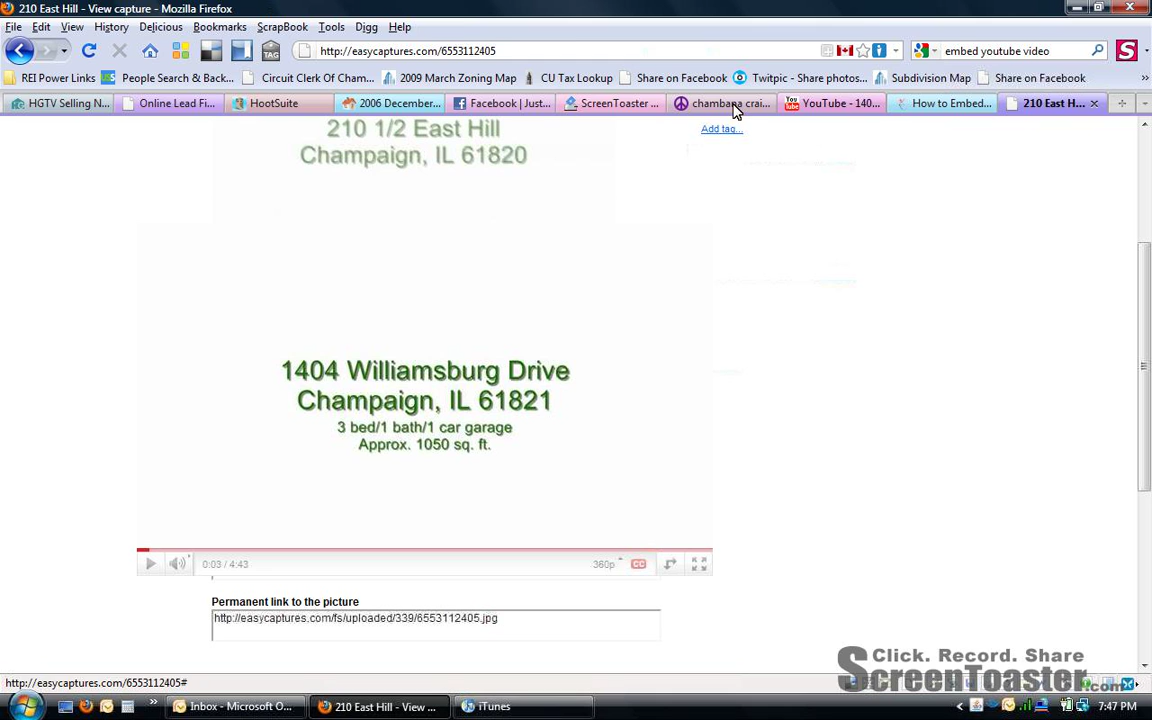 210 East Hill - View capture - Mozilla Firefox
File Edit View History Delicious Bookmarks ScrapBook Tools Digg Help
TAG http://easycaptures.com/6553112405 embed youtube video S
REI Power Links People Search & Back... Circuit Clerk Of Cham... 2009 March Zoning Map CU Tax Lookup Share on Facebook Twitpic - Share photos... Subdivision Map Share on Facebook »
HGTV Selling N... Online Lead Fi... HootSuite 2006 December... Facebook | Just... ScreenToaster ... chambana crai... YouTube - 140... How to Embed... 210 East H...
210 1/2 East Hill
Champaign, IL 61820
Add tag...
1404 Williamsburg Drive
Champaign, IL 61821
3 bed/1 bath/1 car garage
Approx. 1050 sq. ft.
0:03 / 4:43 360p CC
Permanent link to the picture
http://easycaptures.com/fs/uploaded/339/6553112405.jpg
Click. Record. Share
ScreenToaster.com
http://easycaptures.com/6553112405#
Inbox - Microsoft O... 210 East Hill - View ... iTunes 7:47 PM